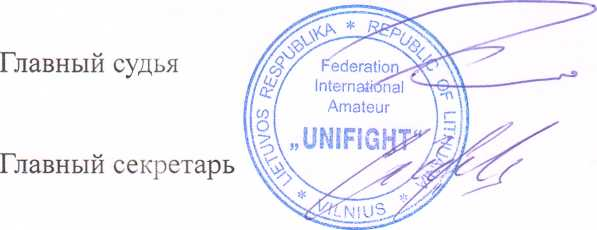 Главный судья
LIETUVOS RESPUBLIKA * REPUBLIC OF LITHUANIA
Federation
International
Amateur
„UNIFIGHT“
Главный секретарь
* VILNIUS *